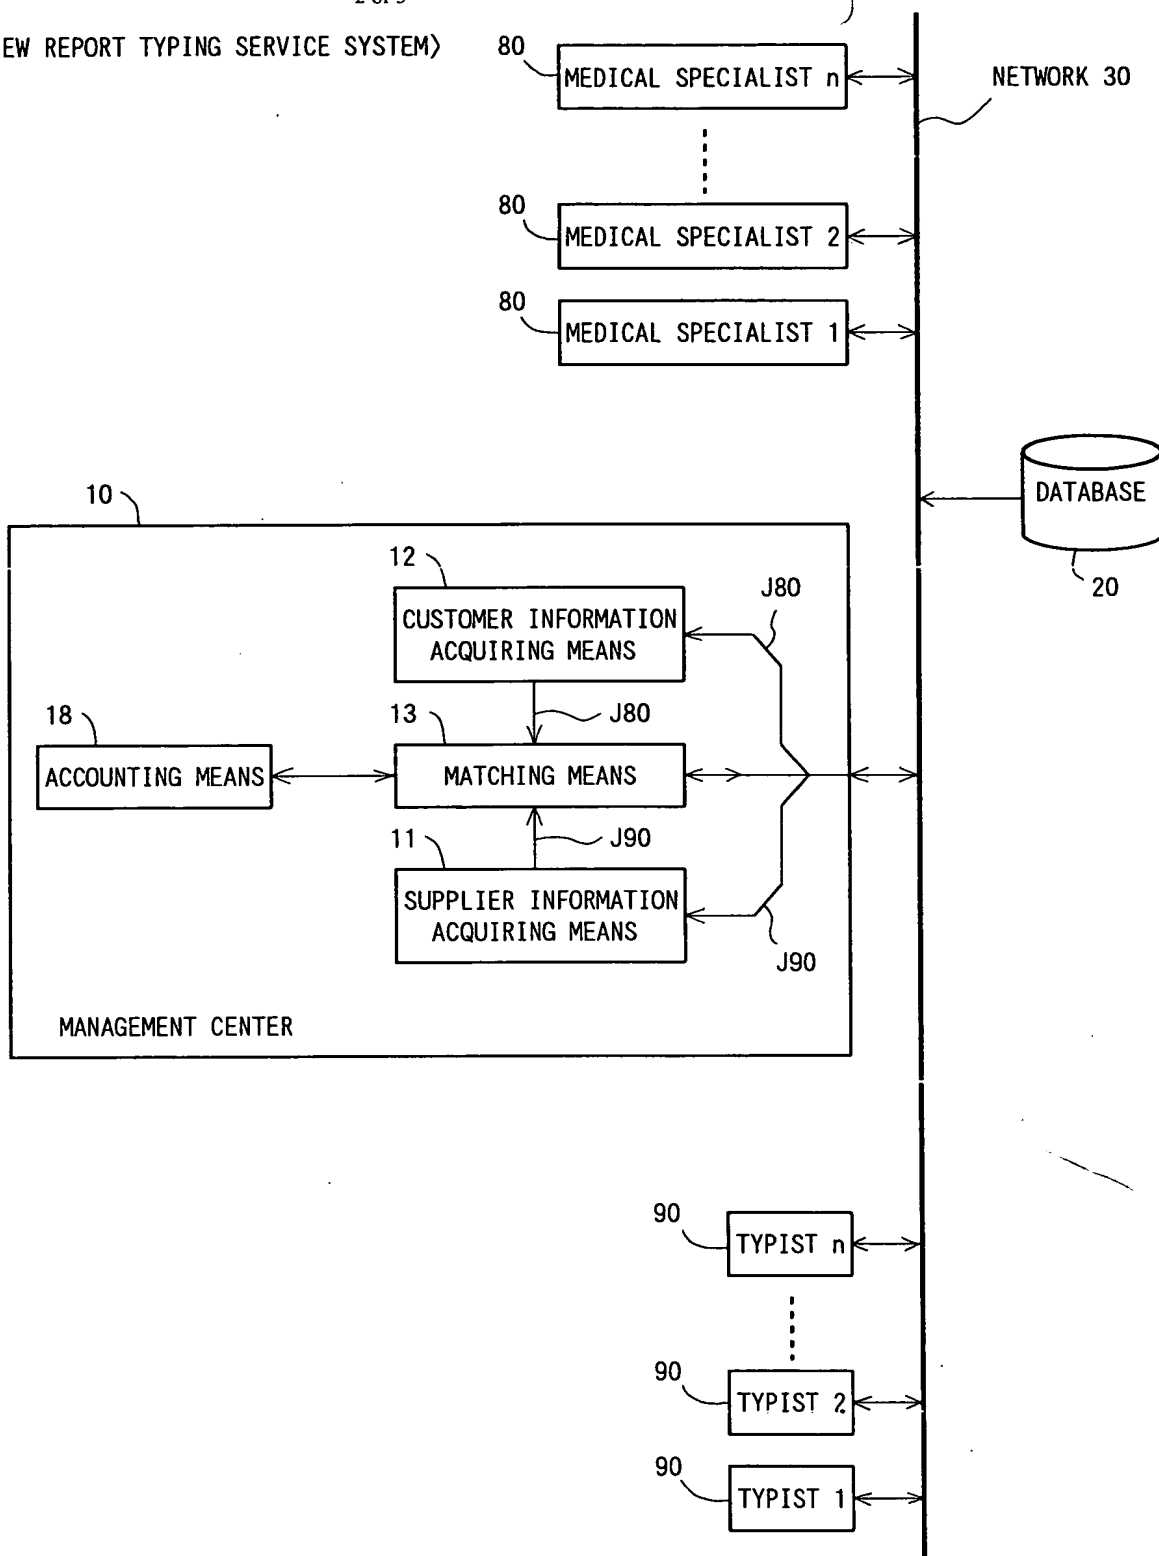 EW REPORT TYPING SERVICE SYSTEM〉
80
MEDICAL SPECIALIST n
NETWORK 30
80
MEDICAL SPECIALIST 2
80
MEDICAL SPECIALIST 1
DATABASE
20
10
12
CUSTOMER INFORMATION
ACQUIRING MEANS
J80
18
13
J80
ACCOUNTING MEANS
MATCHING MEANS
11
J90
SUPPLIER INFORMATION
ACQUIRING MEANS
J90
MANAGEMENT CENTER
90
TYPIST n
90
TYPIST 2
90
TYPIST 1